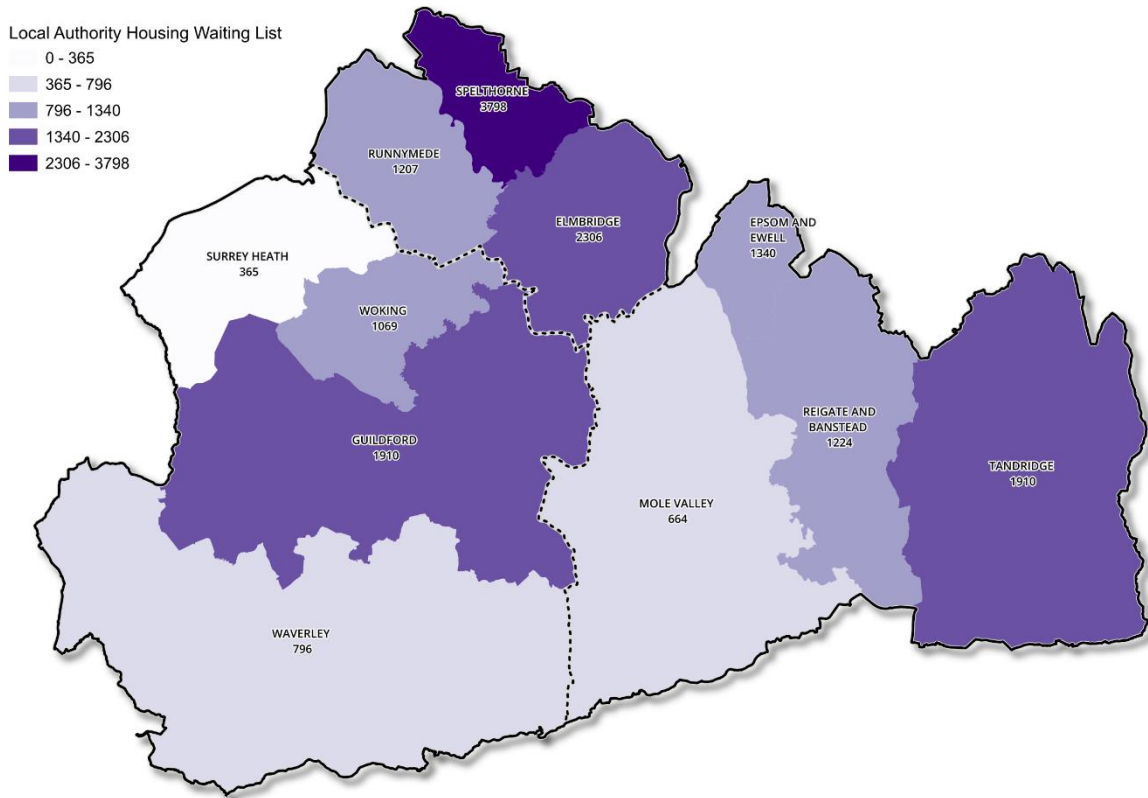 Local Authority Housing Waiting List
0 - 365
365 - 796
796 - 1340
1340 - 2306
2306 - 3798
SPELTHORNE
3798
RUNNYMEDE
1207
ELMBRIDGE
2306
EPSOM AND
EWELL
1340
SURREY HEATH
365
WOKING
1069
GUILDFORD
1910
REIGATE AND
BANSTEAD
1224
TANDRIDGE
1910
MOLE VALLEY
664
WAVERLEY
796